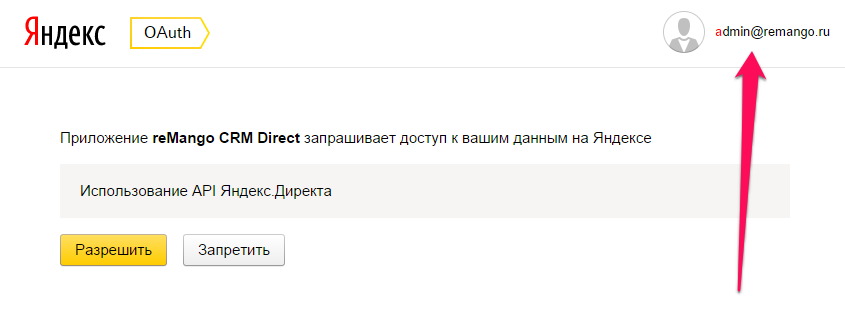 Яндекс OAuth admin@remango.ru
Приложение reMango CRM Direct запрашивает доступ к вашим данным на Яндексе
Использование API Яндекс.Директа
Разрешить Запретить